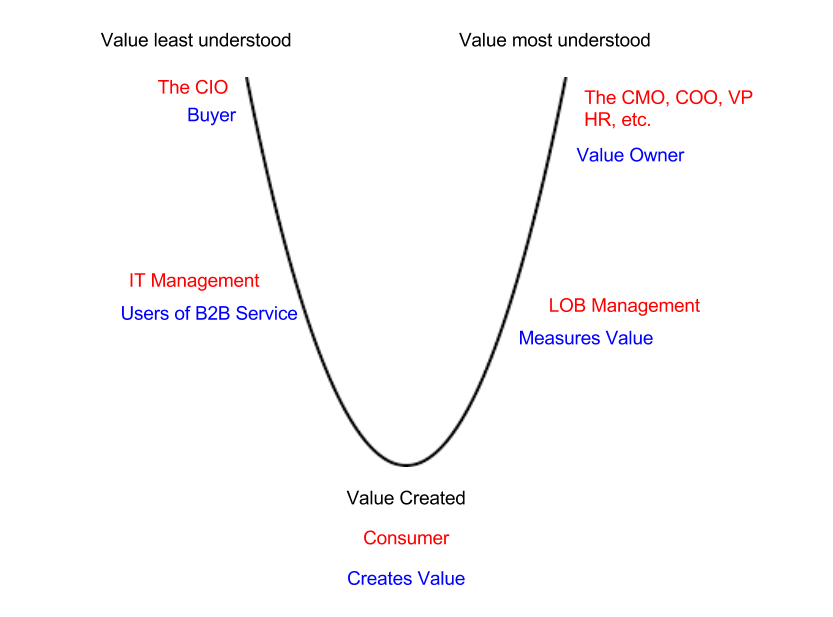 Value least understood
Value most understood
The CIO
Buyer
The CMO, COO, VP
HR, etc.
Value Owner
IT Management
Users of B2B Service
LOB Management
Measures Value
Value Created
Consumer
Creates Value